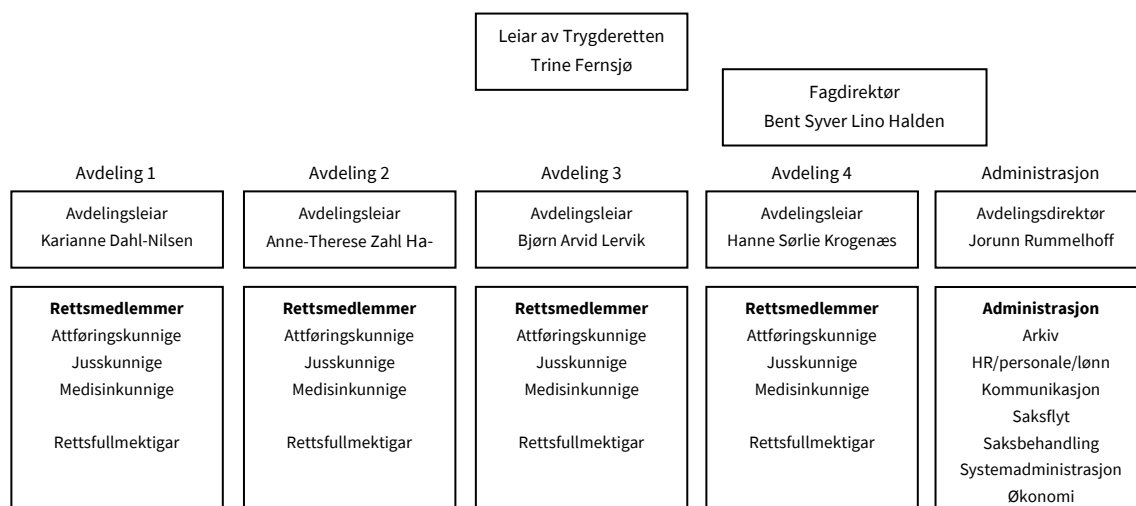 Leiar av Trygderetten
Trine Fernsjø
Fagdirektør
Bent Syver Lino Halden
Avdeling 1
Avdelingsleiar
Karianne Dahl-Nilsen
Rettsmedlemmer
Attføringskunnige
Jusskunnige
Medisinkunnige
Rettsfullmektigar
Avdeling 2
Avdelingsleiar
Anne-Therese Zahl Ha-
Rettsmedlemmer
Attføringskunnige
Jusskunnige
Medisinkunnige
Rettsfullmektigar
Avdeling 3
Avdelingsleiar
Bjørn Arvid Lervik
Rettsmedlemmer
Attføringskunnige
Jusskunnige
Medisinkunnige
Rettsfullmektigar
Avdeling 4
Avdelingsleiar
Hanne Sørlie Krogenæs
Rettsmedlemmer
Attføringskunnige
Jusskunnige
Medisinkunnige
Rettsfullmektigar
Administrasjon
Avdelingsdirektør
Jorunn Rummelhoff
Administrasjon
Arkiv
HR/personale/lønn
Kommunikasjon
Saksflyt
Saksbehandling
Systemadministrasjon
Økonomi